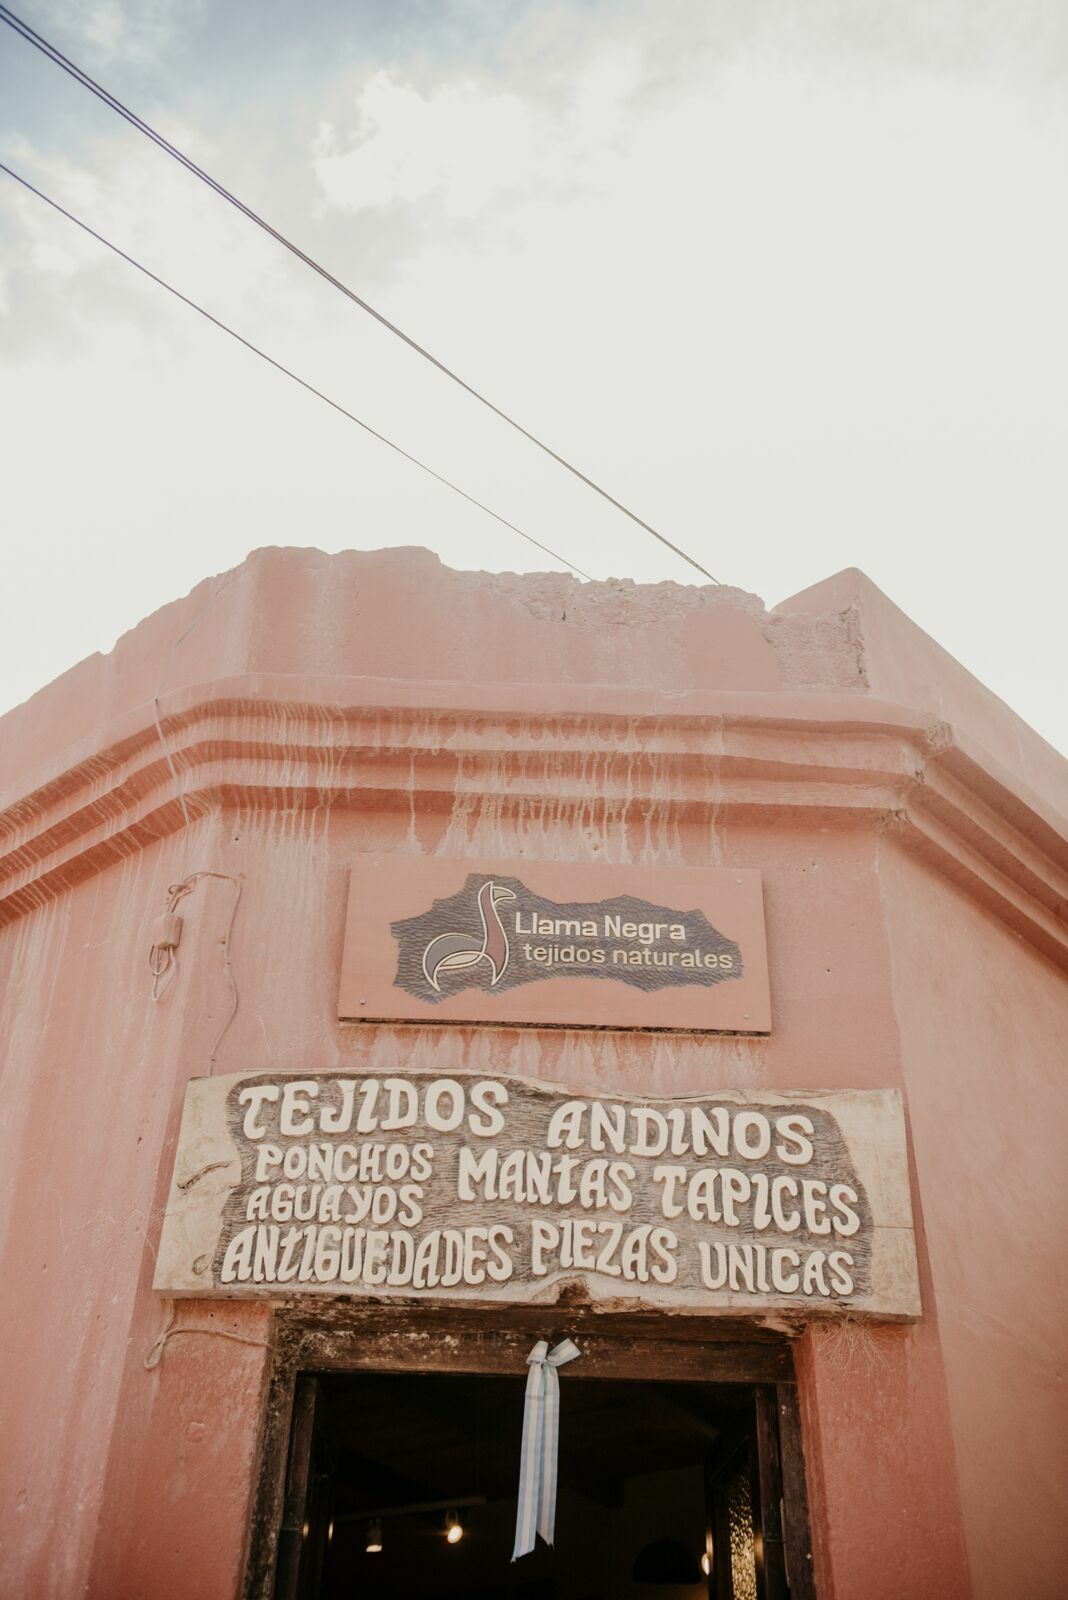 Llama Negra
tejidos naturales
TEJIDOS ANDINOS
PONCHOS MANTAS TAPICES
AGUAYOS
ANTIGUEDADES PIEZAS UNICAS